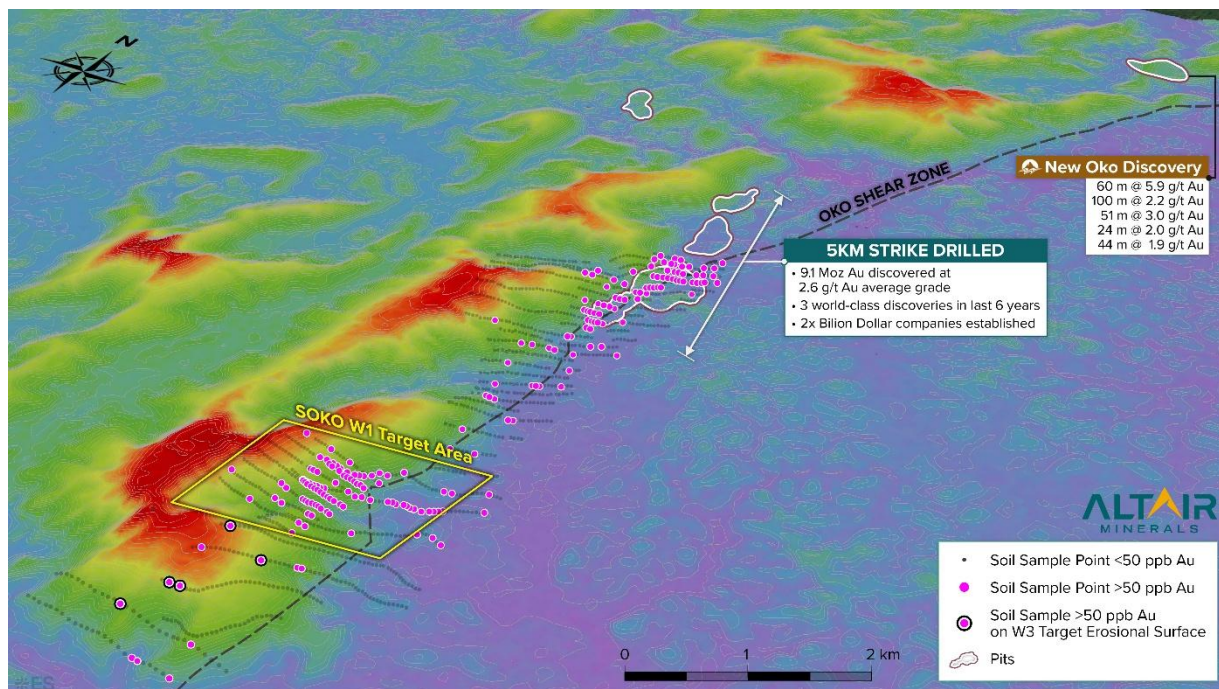 N
New Oko Discovery
60 m @ 5.9 g/t Au
100 m @ 2.2 g/t Au
51 m @ 3.0 g/t Au
24 m @ 2.0 g/t Au
44 m @ 1.9 g/t Au
OKO SHEAR ZONE
5KM STRIKE DRILLED
• 9.1 Moz Au discovered at
2.6 g/t Au average grade
• 3 world-class discoveries in last 6 years
• 2x Bilion Dollar companies established
SOKO W1 Target Area
ALTAIR
MINERALS
Soil Sample Point <50 ppb Au
Soil Sample Point >50 ppb Au
Soil Sample >50 ppb Au
on W3 Target Erosional Surface
Pits
0 1 2 km